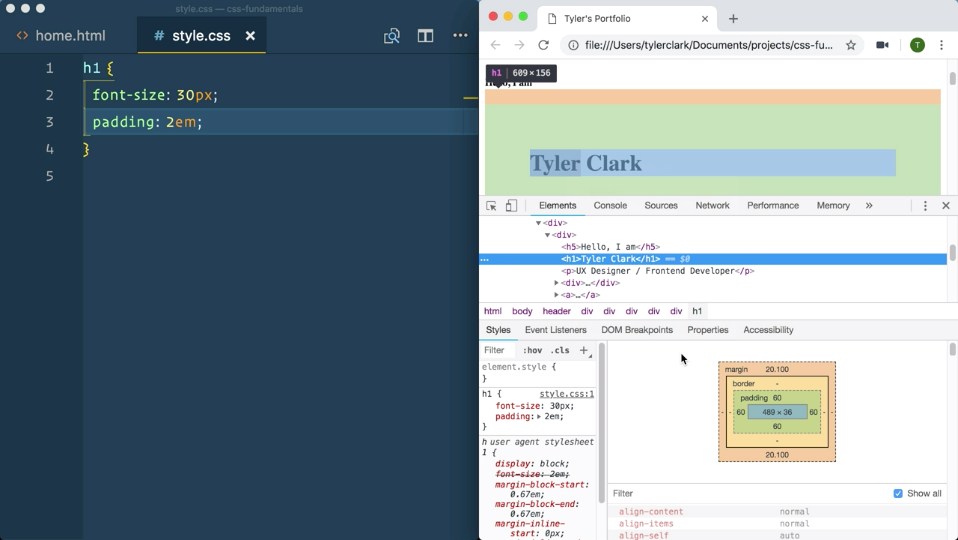 style.css — css-fundamentals
<> home.html
# style.css ×
1 h1 {
2 font-size: 30px;
3 padding: 2em;
4 }
5
Tyler's Portfolio
file:///Users/tylerclark/Documents/projects/css-fu...
T
h1 609 × 156
Hello, I am
Tyler Clark
Elements Console Sources Network Performance Memory »
▼<div>
▼<div>
<h5>Hello, I am</h5>
... <h1>Tyler Clark</h1> == $0
<p>UX Designer / Frontend Developer</p>
▶<div>…</div>
▶<a>…</a>
html body header div div div div div h1
Styles Event Listeners DOM Breakpoints Properties Accessibility
Filter :hov .cls +
element.style {
}
h1 { style.css:1
font-size: 30px;
padding:▶ 2em;
}
h user agent stylesheet
1 {
display: block;
font-size: 2em;
margin-block-start:
0.67em;
margin-block-end:
0.67em;
margin-inline-
start: 0px;
margin 20.100
border -
padding 60
- - 60 489 × 36 60 - -
60
-
20.100
Filter Show all
align-content normal
align-items normal
align-self auto